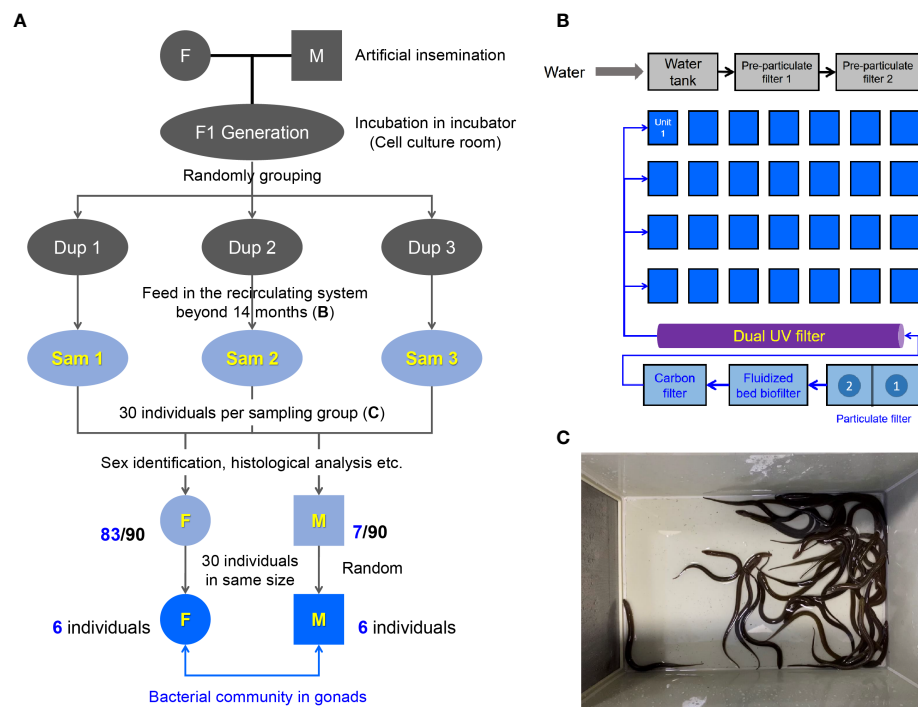 A
F
M
Artificial insemination
F1 Generation
Incubation in incubator
(Cell culture room)
Randomly grouping
Dup 1
Dup 2
Dup 3
Feed in the recirculating system
beyond 14 months (B)
Sam 1
Sam 2
Sam 3
30 individuals per sampling group (C)
Sex identification, histological analysis etc.
83/90
F
M
7/90
30 individuals
in same size
Random
6 individuals
F
M
6 individuals
Bacterial community in gonads
B
Water
Water
tank
Pre-particulate
filter 1
Pre-particulate
filter 2
Unit
1
Dual UV filter
Carbon
filter
Fluidized
bed biofilter
2
1
Particulate filter
C